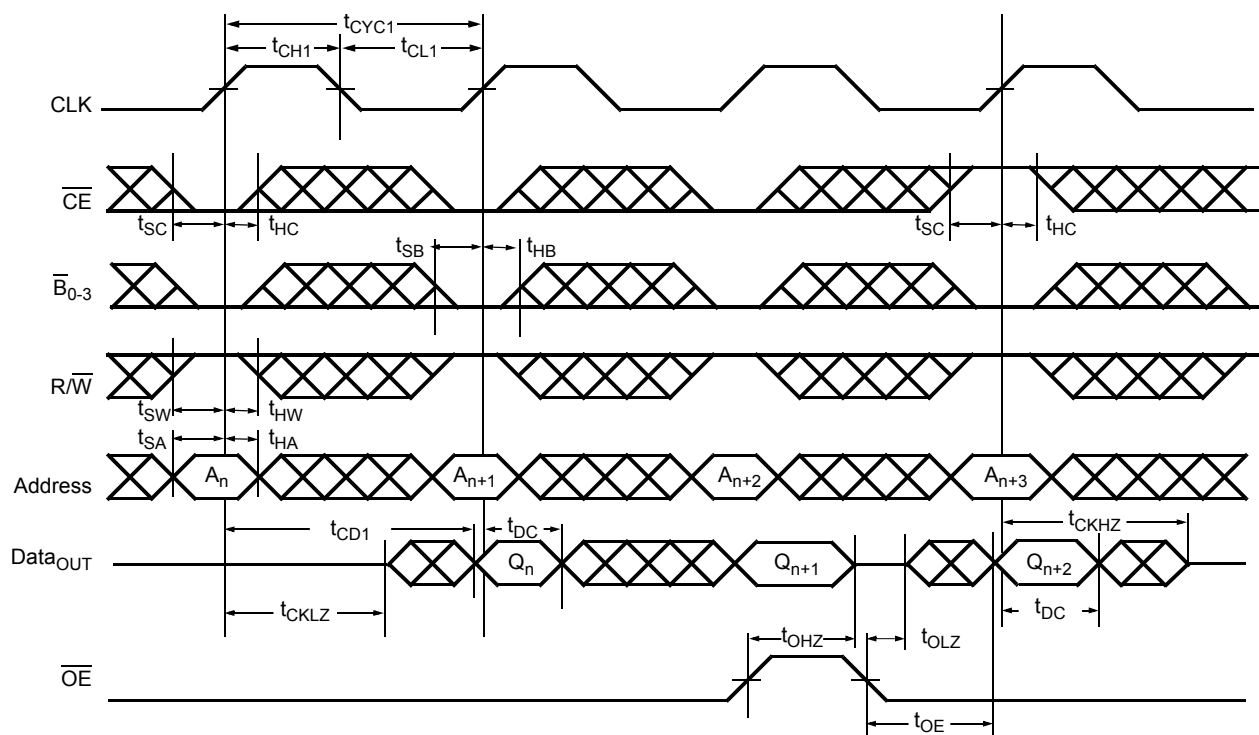 tCYC1
tCH1 tCL1
CLK
CE
tSC tHC tSC tHC
tSB tHB
B0-3
R/W
tSW tHW
tSA tHA
Address An An+1 An+2 An+3
tCD1 tDC tCKHZ
DataOUT Qn Qn+1 Qn+2
tCKLZ tDC
tOHZ tOLZ
OE
tOE